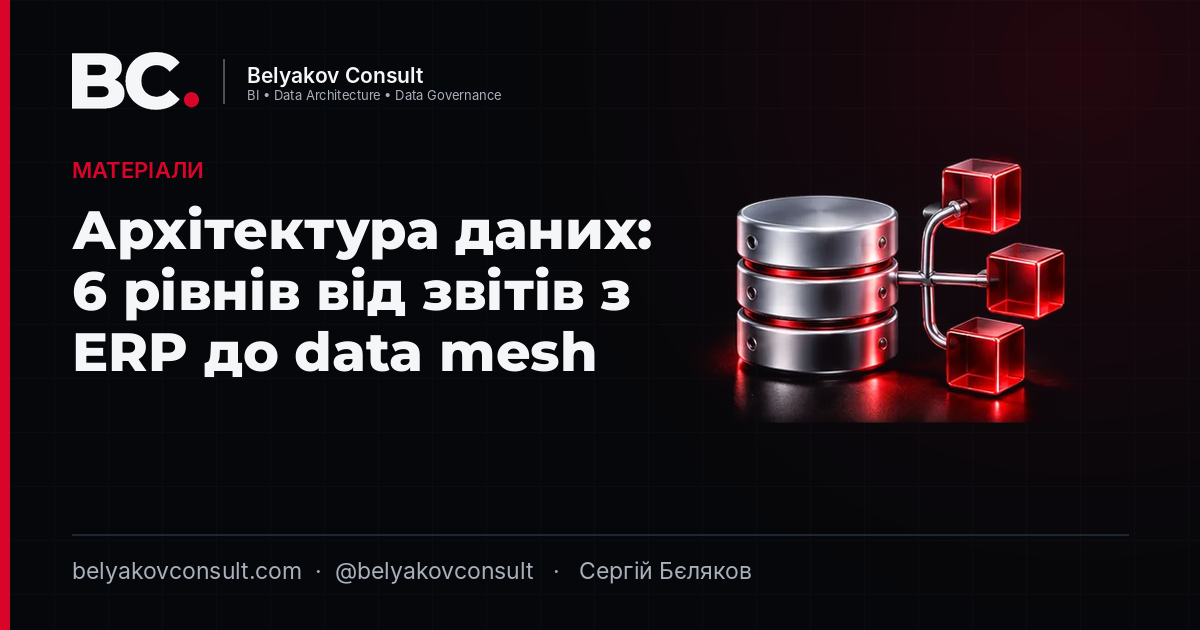 BC.
Belyakov Consult
BI • Data Architecture • Data Governance
МАТЕРІАЛИ
Архітектура даних:
6 рівнів від звітів з
ERP до data mesh
belyakovconsult.com · @belyakovconsult · Сергій Бєляков